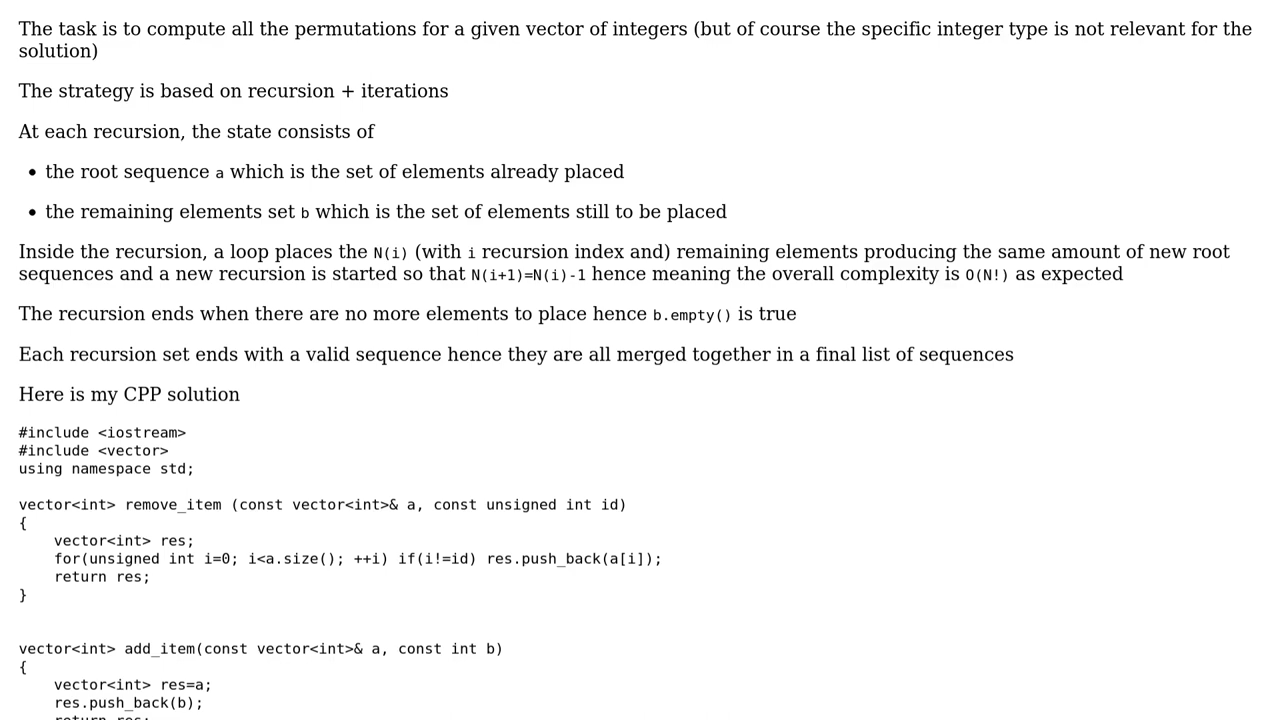 The task is to compute all the permutations for a given vector of integers (but of course the specific integer type is not relevant for the
solution)
The strategy is based on recursion + iterations
At each recursion, the state consists of
• the root sequence a which is the set of elements already placed
• the remaining elements set b which is the set of elements still to be placed
Inside the recursion, a loop places the N(i) (with i recursion index and) remaining elements producing the same amount of new root
sequences and a new recursion is started so that N(i+1)=N(i)-1 hence meaning the overall complexity is O(N!) as expected
The recursion ends when there are no more elements to place hence b.empty() is true
Each recursion set ends with a valid sequence hence they are all merged together in a final list of sequences
Here is my CPP solution
#include <iostream>
#include <vector>
using namespace std;
vector<int> remove_item (const vector<int>& a, const unsigned int id)
{
    vector<int> res;
    for(unsigned int i=0; i<a.size(); ++i) if(i!=id) res.push_back(a[i]);
    return res;
}
vector<int> add_item(const vector<int>& a, const int b)
{
    vector<int> res=a;
    res.push_back(b);
    return res;